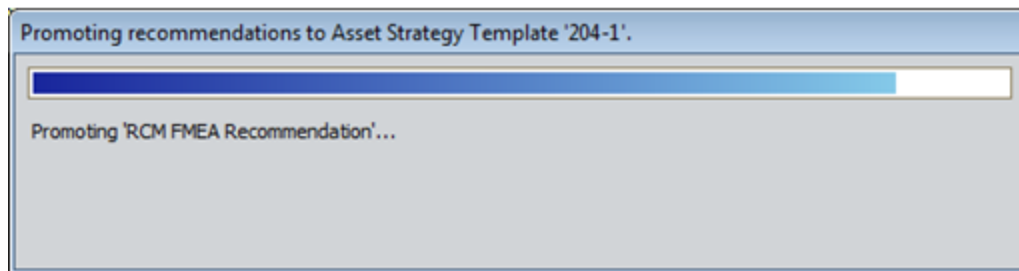 Promoting recommendations to Asset Strategy Template '204-1'.
Promoting 'RCM FMEA Recommendation'...